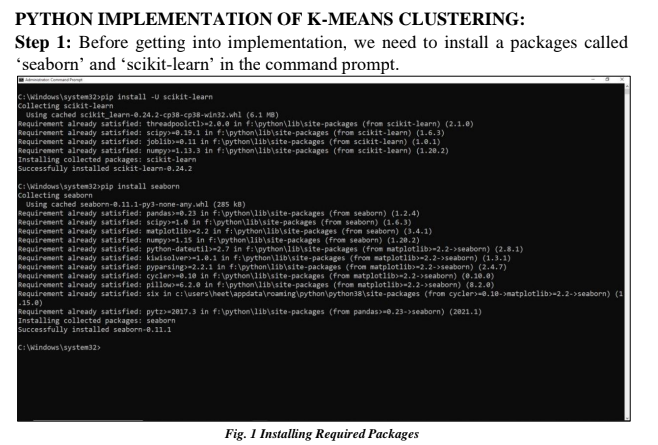 PYTHON IMPLEMENTATION OF K-MEANS CLUSTERING:
Step 1: Before getting into implementation, we need to install a packages called
‘seaborn’ and ‘scikit-learn’ in the command prompt.
Administrator: Command Prompt
C:\Windows\system32>pip install -U scikit-learn
Collecting scikit-learn
  Using cached scikit_learn-0.24.2-cp38-cp38-win32.whl (6.1 MB)
Requirement already satisfied: threadpoolctl>=2.0.0 in f:\python\lib\site-packages (from scikit-learn) (2.1.0)
Requirement already satisfied: scipy>=0.19.1 in f:\python\lib\site-packages (from scikit-learn) (1.6.3)
Requirement already satisfied: joblib>=0.11 in f:\python\lib\site-packages (from scikit-learn) (1.0.1)
Requirement already satisfied: numpy>=1.13.3 in f:\python\lib\site-packages (from scikit-learn) (1.20.2)
Installing collected packages: scikit-learn
Successfully installed scikit-learn-0.24.2
C:\Windows\system32>pip install seaborn
Collecting seaborn
  Using cached seaborn-0.11.1-py3-none-any.whl (285 kB)
Requirement already satisfied: pandas>=0.23 in f:\python\lib\site-packages (from seaborn) (1.2.4)
Requirement already satisfied: scipy>=1.0 in f:\python\lib\site-packages (from seaborn) (1.6.3)
Requirement already satisfied: matplotlib>=2.2 in f:\python\lib\site-packages (from seaborn) (3.4.1)
Requirement already satisfied: numpy>=1.15 in f:\python\lib\site-packages (from seaborn) (1.20.2)
Requirement already satisfied: python-dateutil>=2.7 in f:\python\lib\site-packages (from matplotlib>=2.2->seaborn) (2.8.1)
Requirement already satisfied: kiwisolver>=1.0.1 in f:\python\lib\site-packages (from matplotlib>=2.2->seaborn) (1.3.1)
Requirement already satisfied: pyparsing>=2.2.1 in f:\python\lib\site-packages (from matplotlib>=2.2->seaborn) (2.4.7)
Requirement already satisfied: cycler>=0.10 in f:\python\lib\site-packages (from matplotlib>=2.2->seaborn) (0.10.0)
Requirement already satisfied: pillow>=6.2.0 in f:\python\lib\site-packages (from matplotlib>=2.2->seaborn) (8.2.0)
Requirement already satisfied: six in c:\users\heet\appdata\roaming\python\python38\site-packages (from cycler>=0.10->matplotlib>=2.2->seaborn) (1
.15.0)
Requirement already satisfied: pytz>=2017.3 in f:\python\lib\site-packages (from pandas>=0.23->seaborn) (2021.1)
Installing collected packages: seaborn
Successfully installed seaborn-0.11.1
C:\Windows\system32>
Fig. 1 Installing Required Packages